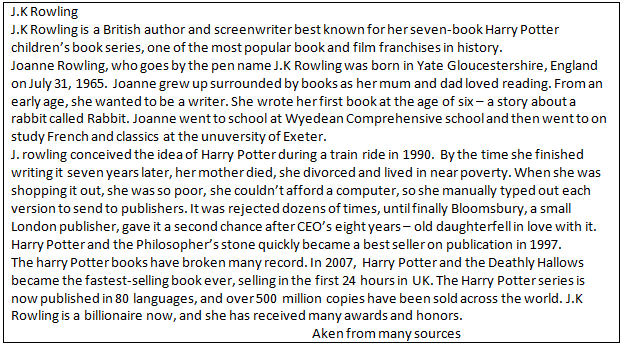 J.K Rowling
J.K Rowling is a British author and screenwriter best known for her seven-book Harry Potter
children's book series, one of the most popular book and film franchises in history.
Joanne Rowling, who goes by the pen name J.K Rowling was born in Yate Gloucestershire, England
on July 31, 1965. Joanne grew up surrounded by books as her mum and dad loved reading. From an
early age, she wanted to be a writer. She wrote her first book at the age of six – a story about a
rabbit called Rabbit. Joanne went to school at Wyedean Comprehensive school and then went to on
study French and classics at the unuversity of Exeter.
J. rowling conceived the idea of Harry Potter during a train ride in 1990. By the time she finished
writing it seven years later, her mother died, she divorced and lived in near poverty. When she was
shopping it out, she was so poor, she couldn't afford a computer, so she manually typed out each
version to send to publishers. It was rejected dozens of times, until finally Bloomsbury, a small
London publisher, gave it a second chance after CEO's eight years – old daughterfell in love with it.
Harry Potter and the Philosopher's stone quickly became a best seller on publication in 1997.
The harry Potter books have broken many record. In 2007, Harry Potter and the Deathly Hallows
became the fastest-selling book ever, selling in the first 24 hours in UK. The Harry Potter series is
now published in 80 languages, and over 500 million copies have been sold across the world. J.K
Rowling is a billionaire now, and she has received many awards and honors.
Aken from many sources